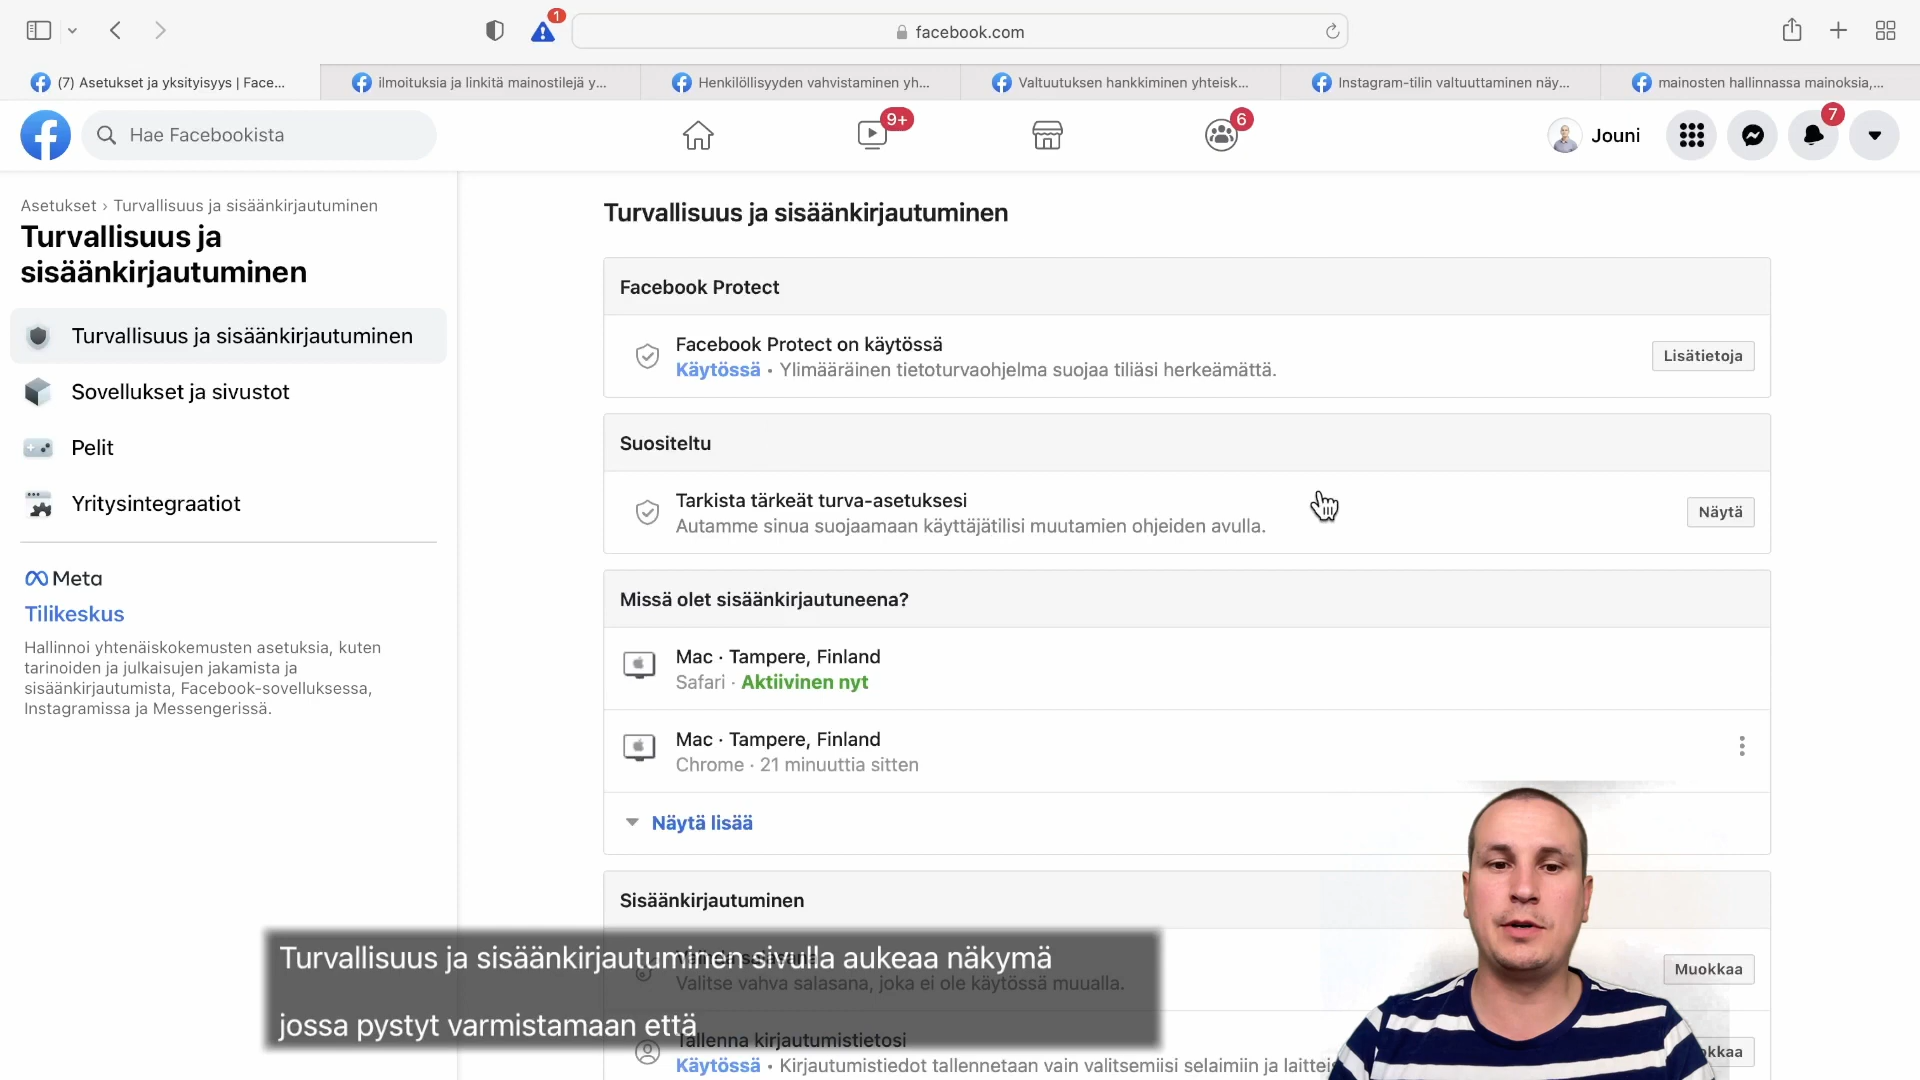 1
facebook.com
(7) Asetukset ja yksityisyys | Face...
ilmoituksia ja linkitä mainostilejä y...
Henkilöllisyyden vahvistaminen yh...
Valtuutuksen hankkiminen yhteisk...
Instagram-tilin valtuuttaminen näy...
mainosten hallinnassa mainoksia,...
Hae Facebookista
9+
6
Jouni
7
Asetukset › Turvallisuus ja sisäänkirjautuminen
Turvallisuus ja
sisäänkirjautuminen
Turvallisuus ja sisäänkirjautuminen
Sovellukset ja sivustot
Pelit
Yritysintegraatiot
Meta
Tilikeskus
Hallinnoi yhtenäiskokemusten asetuksia, kuten
tarinoiden ja julkaisujen jakamista ja
sisäänkirjautumista, Facebook-sovelluksessa,
Instagramissa ja Messengerissä.
Turvallisuus ja sisäänkirjautuminen
Facebook Protect
Facebook Protect on käytössä
Käytössä · Ylimääräinen tietoturvaohjelma suojaa tiliäsi herkeämättä.
Lisätietoja
Suositeltu
Tarkista tärkeät turva-asetuksesi
Autamme sinua suojaamaan käyttäjätilisi muutamien ohjeiden avulla.
Näytä
Missä olet sisäänkirjautuneena?
Mac · Tampere, Finland
Safari · Aktiivinen nyt
Mac · Tampere, Finland
Chrome · 21 minuuttia sitten
Näytä lisää
Sisäänkirjautuminen
Valitse vahva salasana, joka ei ole käytössä muualla.
Muokkaa
Tallenna kirjautumistietosi
Käytössä · Kirjautumistiedot tallennetaan vain valitsemiisi selaimiin ja
Turvallisuus ja sisäänkirjautuminen sivulla aukeaa näkymä
jossa pystyt varmistamaan että